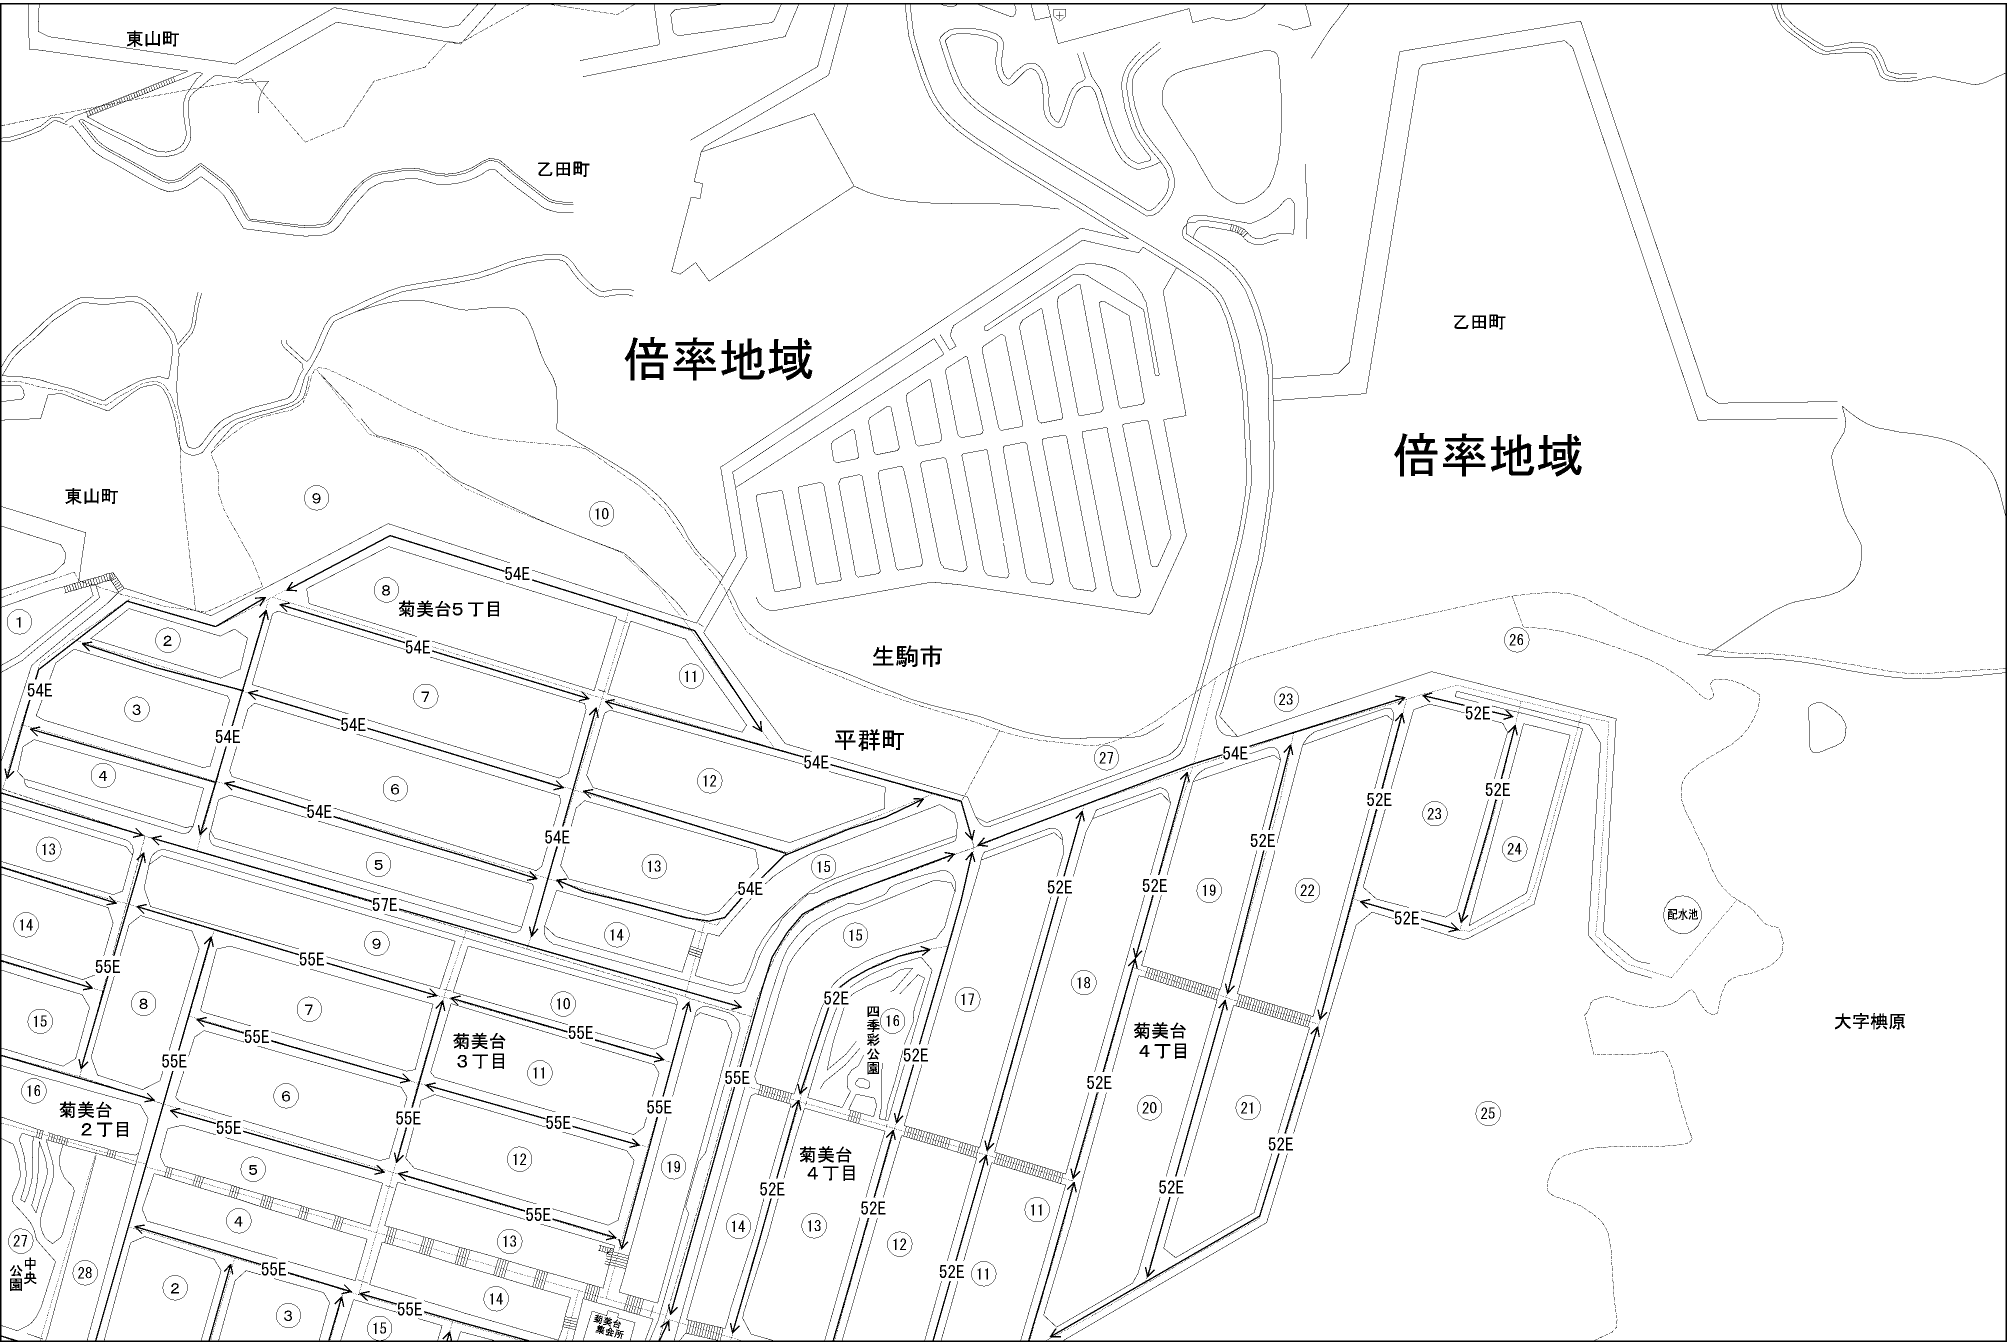 東山町
乙田町
乙田町
倍率地域
倍率地域
東山町
⑨
⑩
54E
⑧
菊美台５丁目
①
②
54E
⑪
生駒市
26
54E
③
⑦
54E
23
52E
54E
平群町
54E
27
54E
④
⑥
⑫
52E
52E
54E
23
54E
52E
⑬
⑤
⑬
⑮
24
54E
52E
52E
⑲
22
57E
52E
配水池
⑭
⑨
⑭
⑮
55E
55E
⑧
⑦
⑩
52E
⑰
⑱
四季彩公園
⑯
⑮
55E
55E
菊美台
３丁目
菊美台
４丁目
大字椣原
55E
⑪
55E
52E
52E
⑯
⑥
55E
55E
55E
⑳
21
25
菊美台
２丁目
55E
⑫
菊美台
４丁目
52E
⑤
⑲
52E
52E
④
55E
⑭
⑬
52E
⑪
27
中央
公園
28
55E
⑬
⑫
52E
⑪
②
③
55E
⑭
⑮
菊美台
集会所